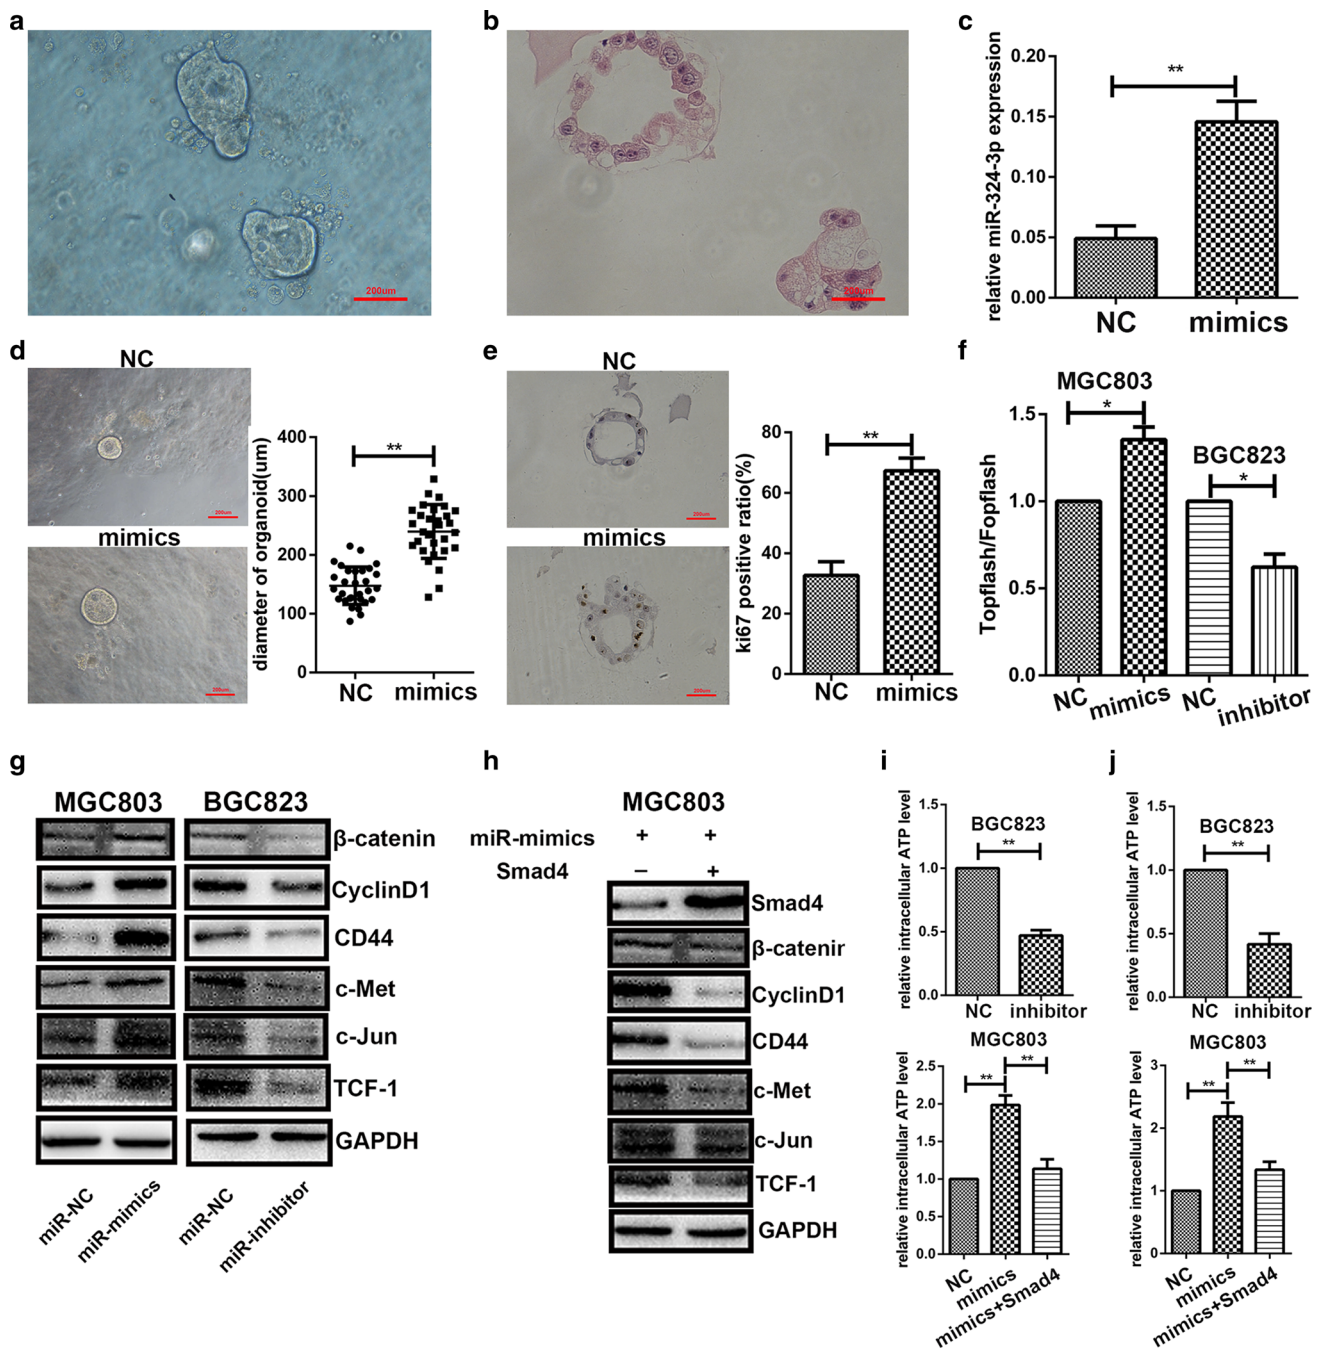 a
200um
b
200um
c
relative miR-324-3p expression
0.20
0.15
0.10
0.05
0.00
**
NC
mimics
d
NC
200um
mimics
200um
diameter of organoid(um)
400
300
200
100
0
**
NC
mimics
e
NC
200um
mimics
200um
ki67 positive ratio(%)
80
60
40
20
0
**
NC
mimics
f
Topflash/Fopflash
1.5
1.0
0.5
0.0
MGC803
*
BGC823
*
NC
mimics
NC
inhibitor
g
MGC803
BGC823
β-catenin
CyclinD1
CD44
c-Met
c-Jun
TCF-1
GAPDH
miR-NC
miR-mimics
miR-NC
miR-inhibitor
h
MGC803
miR-mimics + +
Smad4 − +
Smad4
β-catenir
CyclinD1
CD44
c-Met
c-Jun
TCF-1
GAPDH
i
relative intracellular ATP level
1.5
1.0
0.5
0.0
BGC823
**
NC
inhibitor
relative intracellular ATP level
2.5
2.0
1.5
1.0
0.5
0.0
MGC803
**
**
NC
mimics
mimics+Smad4
j
relative intracellular ATP level
1.5
1.0
0.5
0.0
BGC823
**
NC
inhibitor
relative intracellular ATP level
3
2
1
0
MGC803
**
**
NC
mimics
mimics+Smad4